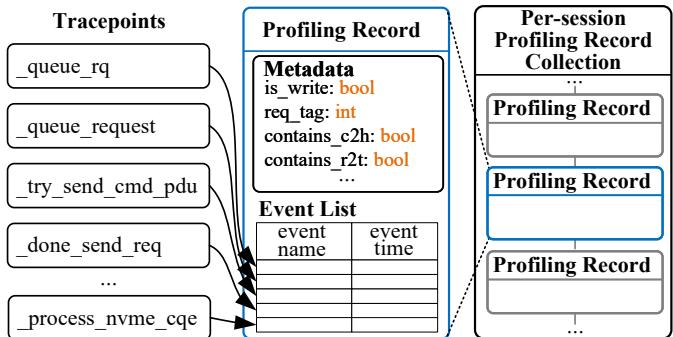 Tracepoints
_queue_rq
_queue_request
_try_send_cmd_pdu
_done_send_req
...
_process_nvme_cqe
Profiling Record
Metadata
is_write: bool
req_tag: int
contains_c2h: bool
contains_r2t: bool
...
Event List
event name
event time
Per-session
Profiling Record
Collection
...
Profiling Record
Profiling Record
Profiling Record
...